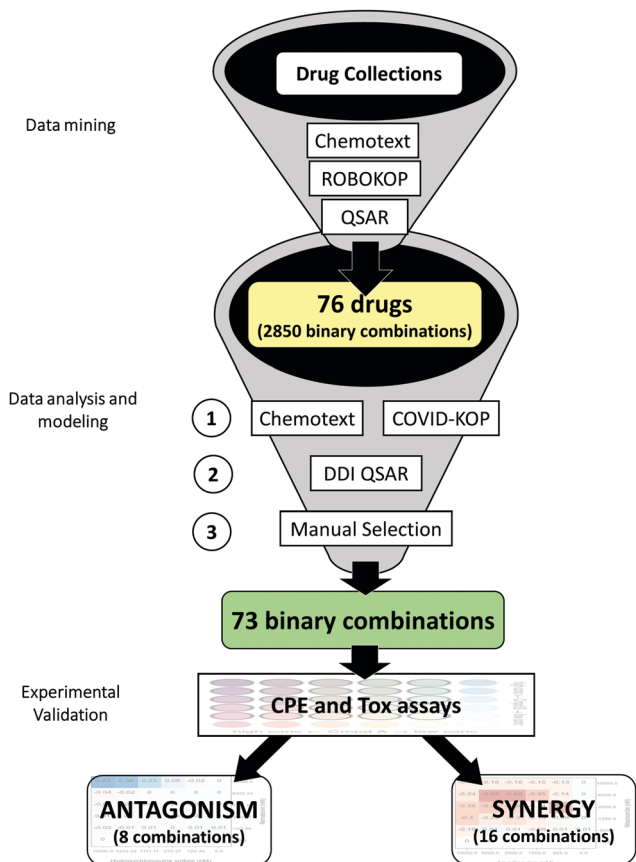 Drug Collections
Data mining
Chemotext
ROBOKOP
QSAR
76 drugs
(2850 binary combinations)
Data analysis and
modeling
1
Chemotext
COVID-KOP
2
DDI QSAR
3
Manual Selection
73 binary combinations
Experimental
Validation
CPE and Tox assays
ANTAGONISM
(8 combinations)
SYNERGY
(16 combinations)